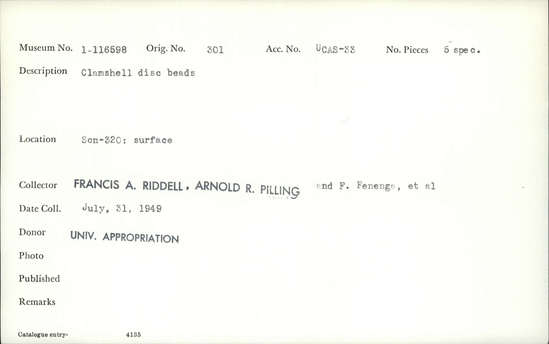 Museum No. 1-116598 Orig. No. 301 Acc. No. UCAS-33 No. Pieces 5 spec.
Description Clamshell disc beads
Location Son-320: surface
Collector FRANCIS A. RIDDELL, ARNOLD R. PILLING and F. Fenenga, et al
Date Coll. July, 31, 1949
Donor UNIV. APPROPRIATION
Photo
Published
Remarks
Catalogue entry- 4135